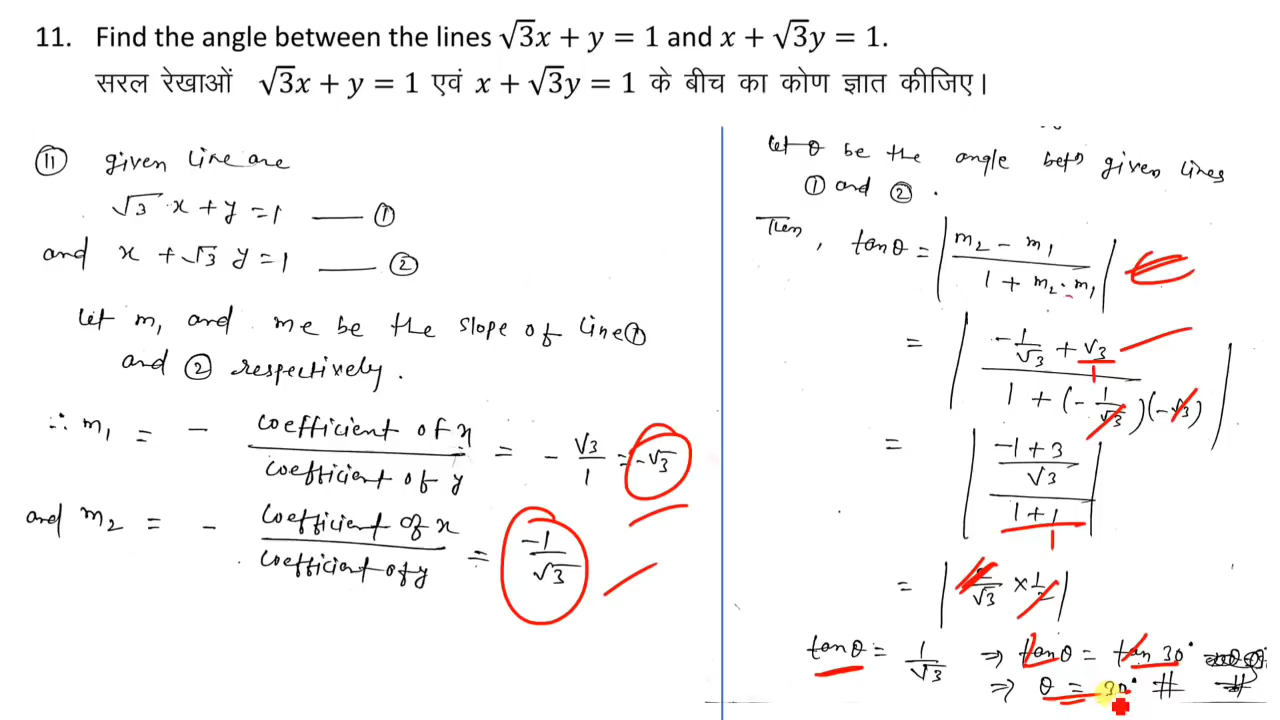 11. Find the angle between the lines √3x + y = 1 and x + √3y = 1.
सरल रेखाओं √3x + y = 1 एवं x + √3y = 1 के बीच का कोण ज्ञात कीजिए।
⑪ given line are
√3 x + y = 1 —— ①
and x + √3 y = 1 —— ②
Let m₁ and me be the slope of line①
and ② respectively.
∴ m₁ = - coefficient of x / coefficient of y = - √3/1 = -√3
and m₂ = - coefficient of x / coefficient of y = -1/√3
Let θ be the angle betⁿ given lines
① and ② .
Then, tanθ = | m₂ - m₁ / 1 + m₂ · m₁ |
= | -1/√3 + √3/1 / 1 + (-1/√3)(-√3) |
= | -1+3/√3 / 1+1/1 |
= | 2/√3 × 1/2 |
tanθ = 1/√3 ⇒ tanθ = tan 30°
⇒ θ = 30° #